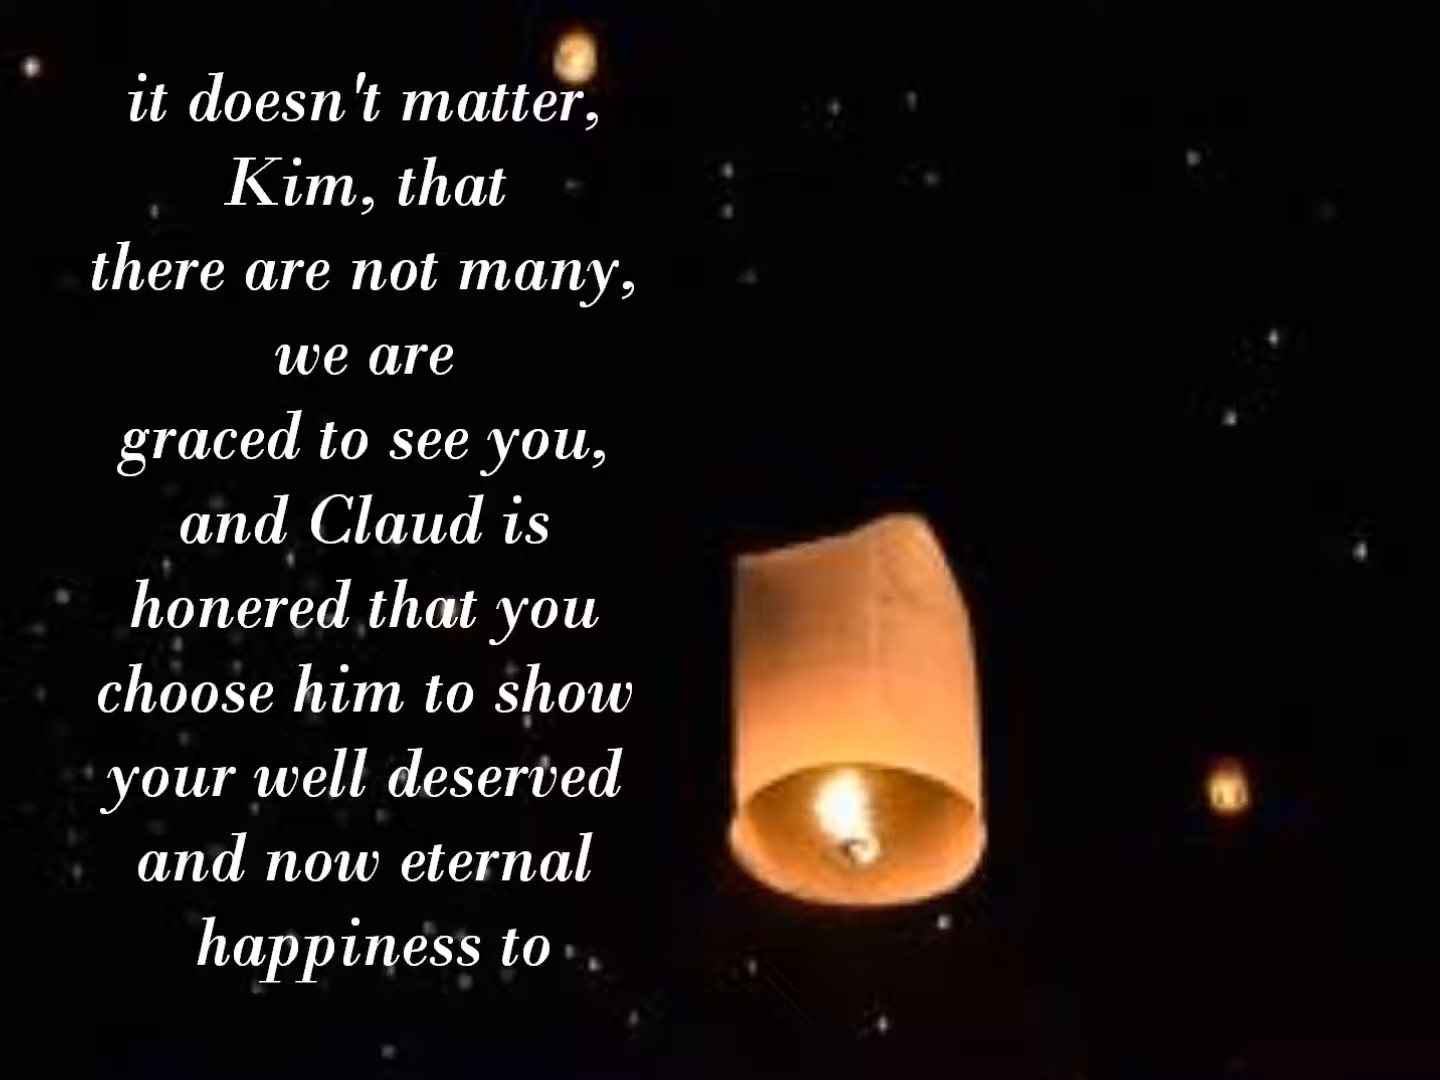 it doesn't matter,
Kim, that
there are not many,
we are
graced to see you,
and Claud is
honered that you
choose him to show
your well deserved
and now eternal
happiness to